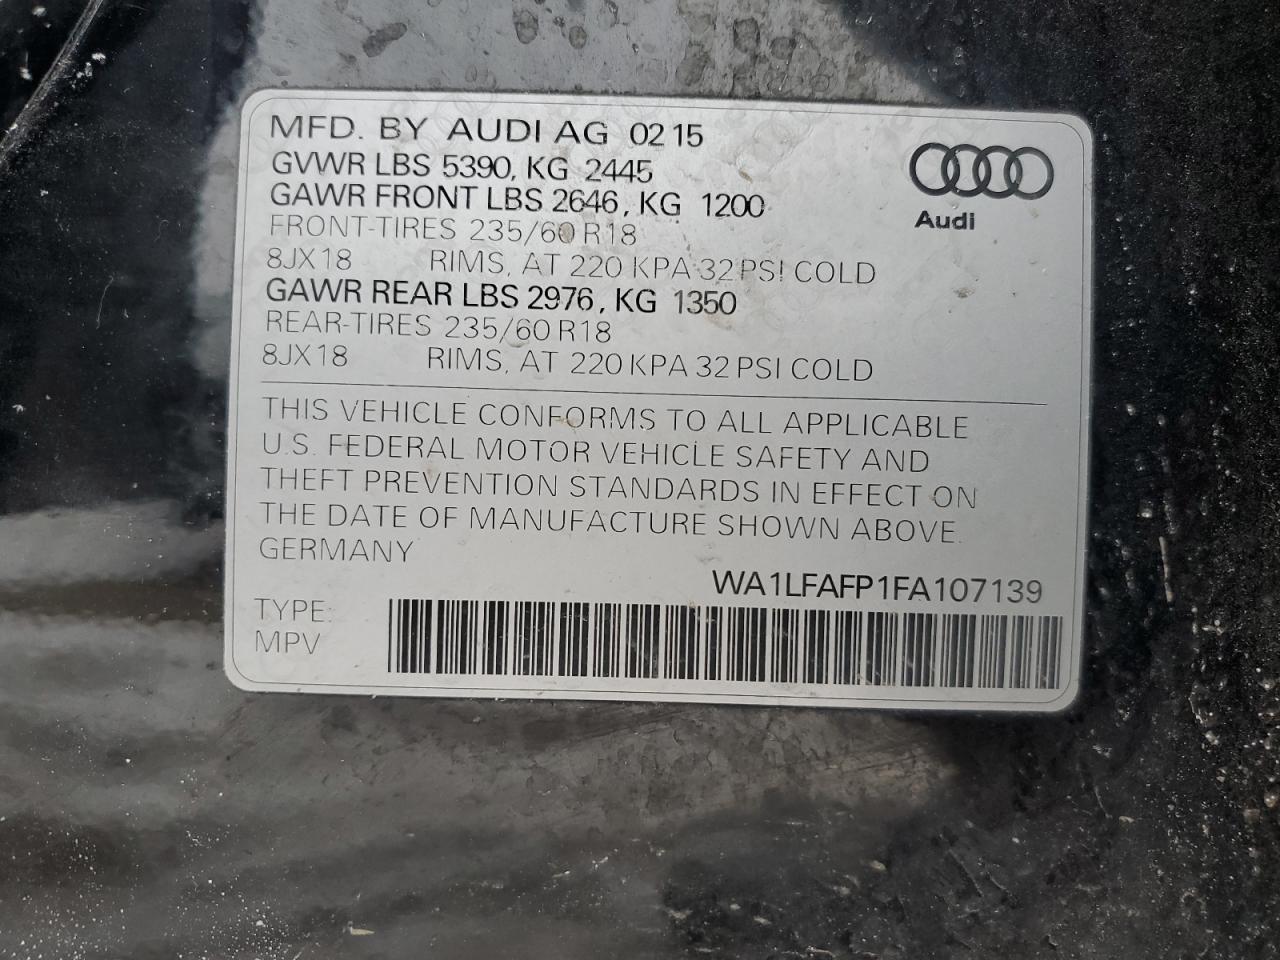 MFD. BY AUDI AG 02 15
GVWR LBS 5390, KG 2445
GAWR FRONT LBS 2646, KG 1200
FRONT-TIRES 235/60 R18
8JX18 RIMS, AT 220 KPA 32 PSI COLD
GAWR REAR LBS 2976, KG 1350
REAR-TIRES 235/60 R18
8JX18 RIMS, AT 220 KPA 32 PSI COLD
Audi
THIS VEHICLE CONFORMS TO ALL APPLICABLE
U.S. FEDERAL MOTOR VEHICLE SAFETY AND
THEFT PREVENTION STANDARDS IN EFFECT ON
THE DATE OF MANUFACTURE SHOWN ABOVE.
GERMANY
WA1LFAFP1FA107139
TYPE:
MPV